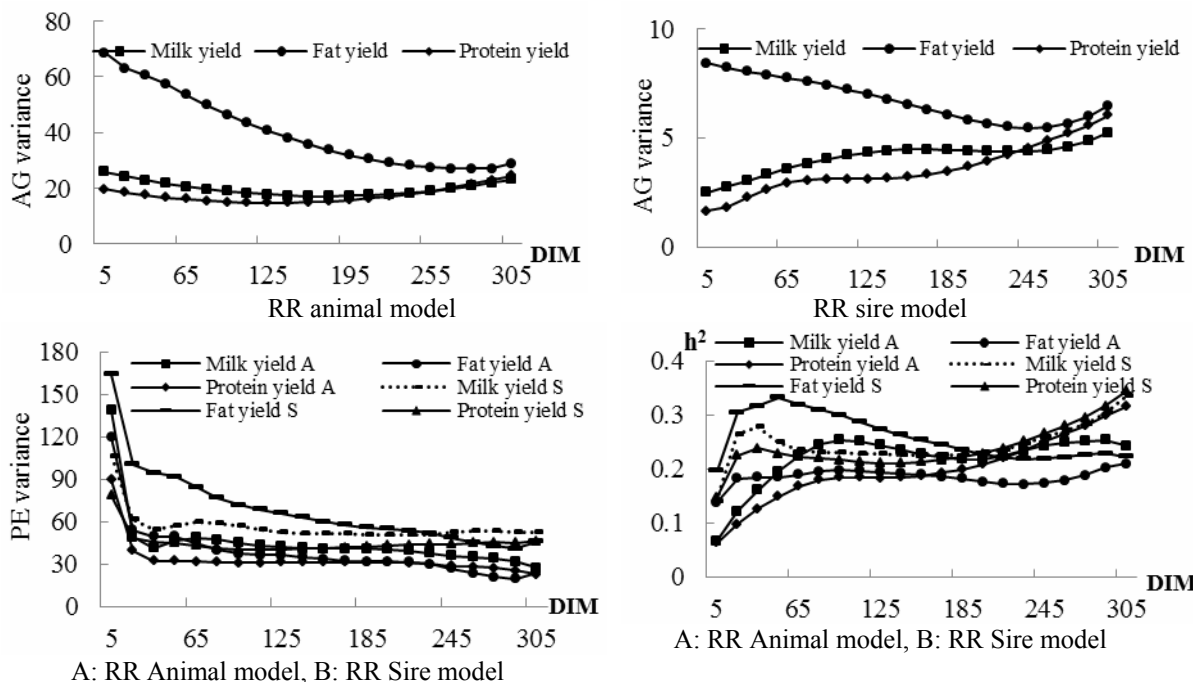 80
60
40
20
0
AG variance
Milk yield Fat yield Protein yield
5 65 125 195 255 305
DIM
RR animal model
10
5
0
AG variance
Milk yield Fat yield Protein yield
5 65 125 185 245 305
DIM
RR sire model
180
150
120
90
60
30
0
PE variance
Milk yield A Fat yield A
Protein yield A Milk yield S
Fat yield S Protein yield S
5 65 125 185 245 305
DIM
A: RR Animal model, B: RR Sire model
h²
0.4
0.3
0.2
0.1
0
Milk yield A Fat yield A
Protein yield A Milk yield S
Fat yield S Protein yield S
5 65 125 185 245 305
DIM
A: RR Animal model, B: RR Sire model